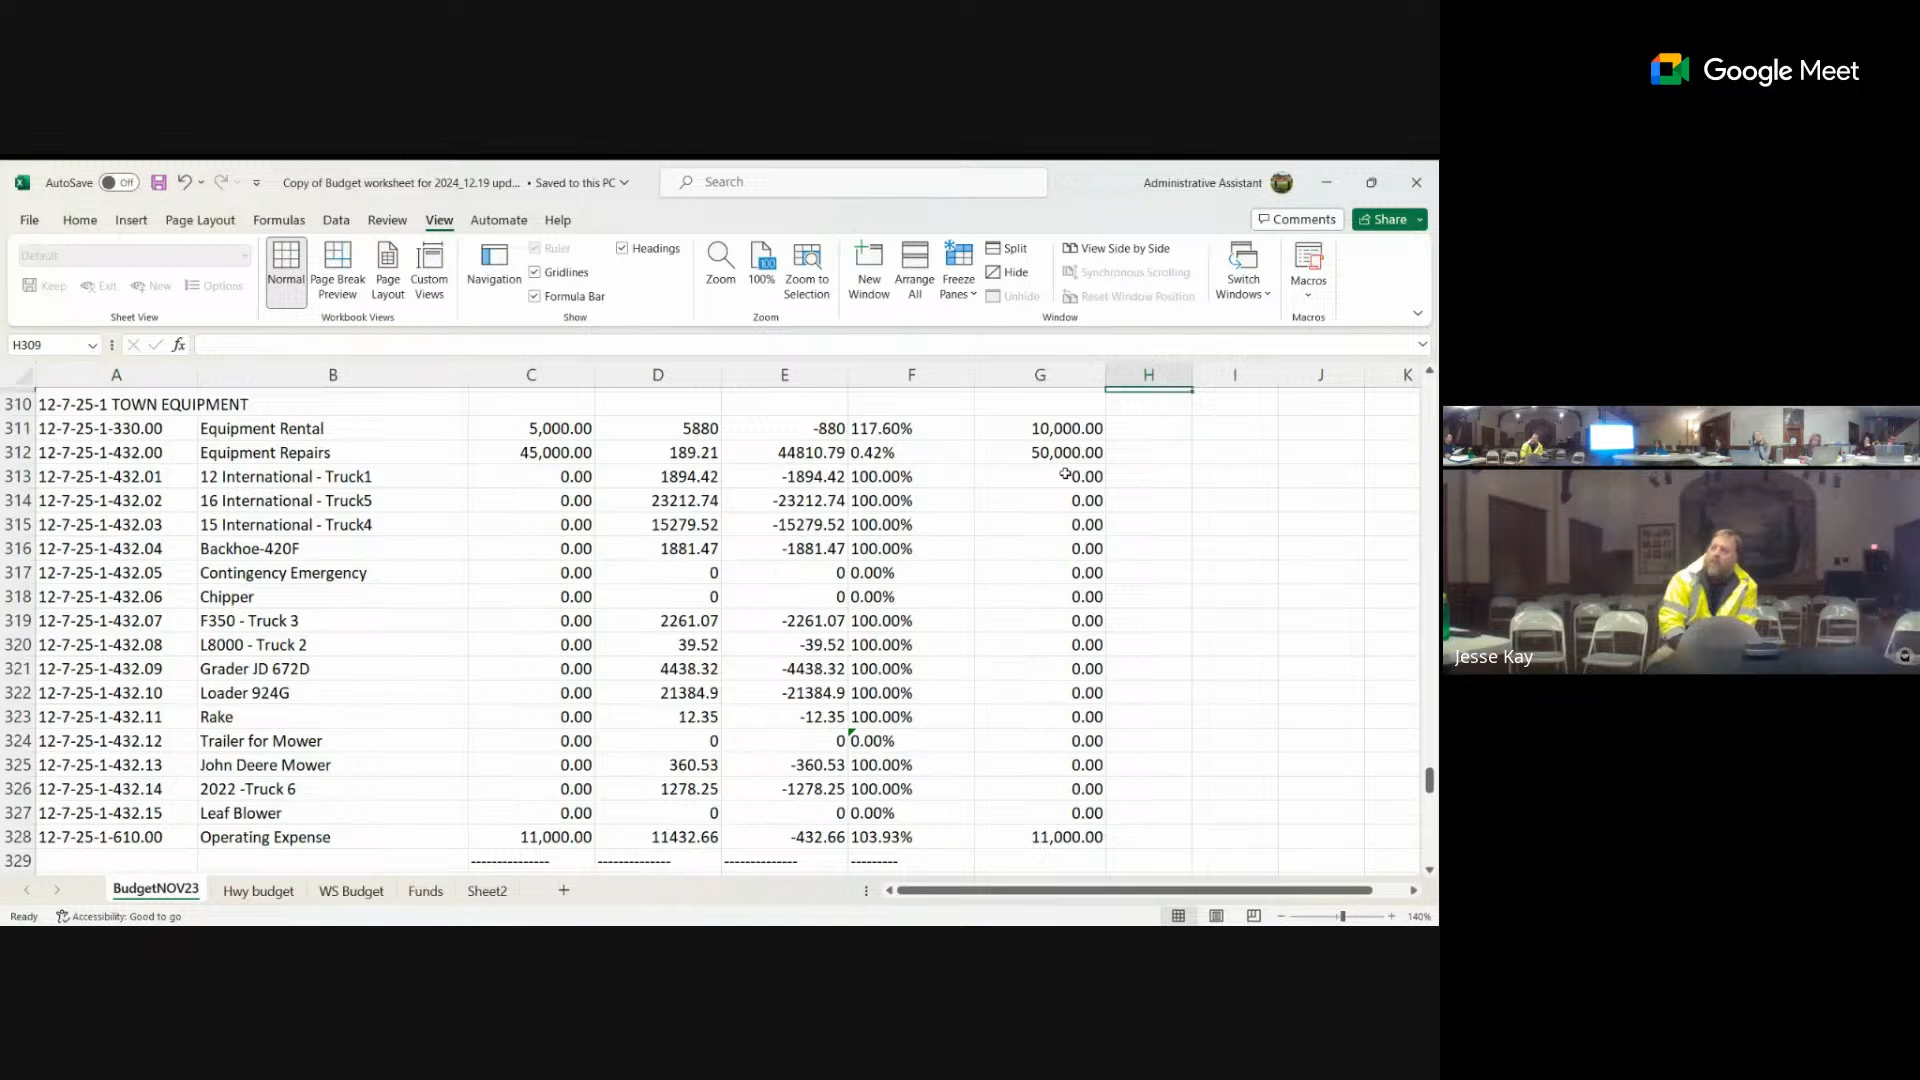 Google Meet
AutoSave Off Copy of Budget worksheet for 2024_12.19 upd... • Saved to this PC Search Administrative Assistant
File Home Insert Page Layout Formulas Data Review View Automate Help Comments Share
Default
Keep Exit New Options
Sheet View
Normal Page Break Preview Page Layout Custom Views
Workbook Views
Navigation
Ruler
Gridlines
Formula Bar
Headings
Show
Zoom 100% Zoom to Selection
Zoom
New Window Arrange All Freeze Panes
Split
Hide
Unhide
View Side by Side
Synchronous Scrolling
Reset Window Position
Switch Windows
Window
Macros
Macros
H309 fx
A B C D E F G H I J K
310 12-7-25-1 TOWN EQUIPMENT
311 12-7-25-1-330.00 Equipment Rental 5,000.00 5880 -880 117.60% 10,000.00
312 12-7-25-1-432.00 Equipment Repairs 45,000.00 189.21 44810.79 0.42% 50,000.00
313 12-7-25-1-432.01 12 International - Truck1 0.00 1894.42 -1894.42 100.00% 0.00
314 12-7-25-1-432.02 16 International - Truck5 0.00 23212.74 -23212.74 100.00% 0.00
315 12-7-25-1-432.03 15 International - Truck4 0.00 15279.52 -15279.52 100.00% 0.00
316 12-7-25-1-432.04 Backhoe-420F 0.00 1881.47 -1881.47 100.00% 0.00
317 12-7-25-1-432.05 Contingency Emergency 0.00 0 0 0.00% 0.00
318 12-7-25-1-432.06 Chipper 0.00 0 0 0.00% 0.00
319 12-7-25-1-432.07 F350 - Truck 3 0.00 2261.07 -2261.07 100.00% 0.00
320 12-7-25-1-432.08 L8000 - Truck 2 0.00 39.52 -39.52 100.00% 0.00
321 12-7-25-1-432.09 Grader JD 672D 0.00 4438.32 -4438.32 100.00% 0.00
322 12-7-25-1-432.10 Loader 924G 0.00 21384.9 -21384.9 100.00% 0.00
323 12-7-25-1-432.11 Rake 0.00 12.35 -12.35 100.00% 0.00
324 12-7-25-1-432.12 Trailer for Mower 0.00 0 0 0.00% 0.00
325 12-7-25-1-432.13 John Deere Mower 0.00 360.53 -360.53 100.00% 0.00
326 12-7-25-1-432.14 2022 -Truck 6 0.00 1278.25 -1278.25 100.00% 0.00
327 12-7-25-1-432.15 Leaf Blower 0.00 0 0 0.00% 0.00
328 12-7-25-1-610.00 Operating Expense 11,000.00 11432.66 -432.66 103.93% 11,000.00
329 --------------- -------------- -------------- ---------
BudgetNOV23 Hwy budget WS Budget Funds Sheet2
Ready Accessibility: Good to go 140%
Jesse Kay